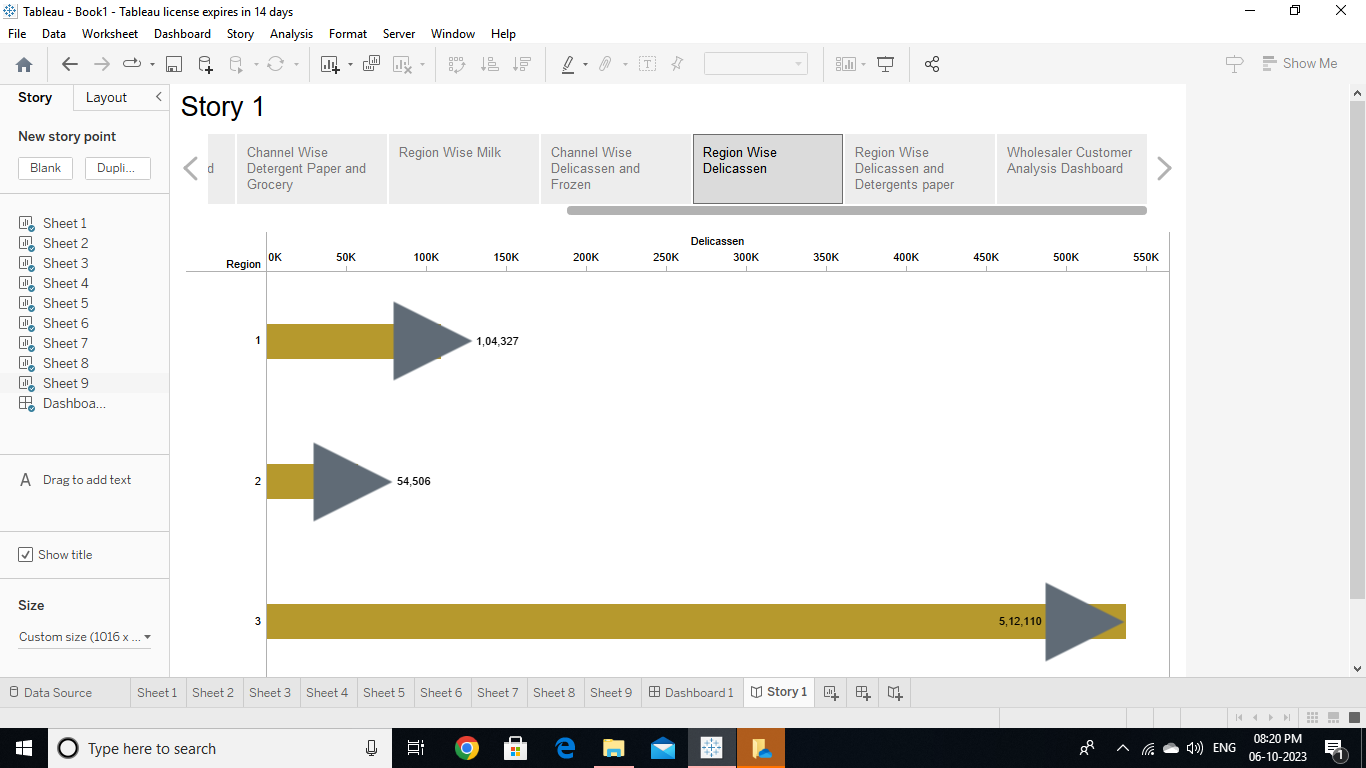 Tableau - Book1 - Tableau license expires in 14 days
File Data Worksheet Dashboard Story Analysis Format Server Window Help
Show Me
Story Layout
New story point
Blank Dupli...
Sheet 1
Sheet 2
Sheet 3
Sheet 4
Sheet 5
Sheet 6
Sheet 7
Sheet 8
Sheet 9
Dashboa...
A Drag to add text
Show title
Size
Custom size (1016 x ...
Story 1
d
Channel Wise
Detergent Paper and
Grocery
Region Wise Milk
Channel Wise
Delicassen and
Frozen
Region Wise
Delicassen
Region Wise
Delicassen and
Detergents paper
Wholesaler Customer
Analysis Dashboard
Delicassen
Region 0K 50K 100K 150K 200K 250K 300K 350K 400K 450K 500K 550K
1 1,04,327
2 54,506
3 5,12,110
Data Source Sheet 1 Sheet 2 Sheet 3 Sheet 4 Sheet 5 Sheet 6 Sheet 7 Sheet 8 Sheet 9 Dashboard 1 Story 1
Type here to search
ENG
08:20 PM
06-10-2023
1